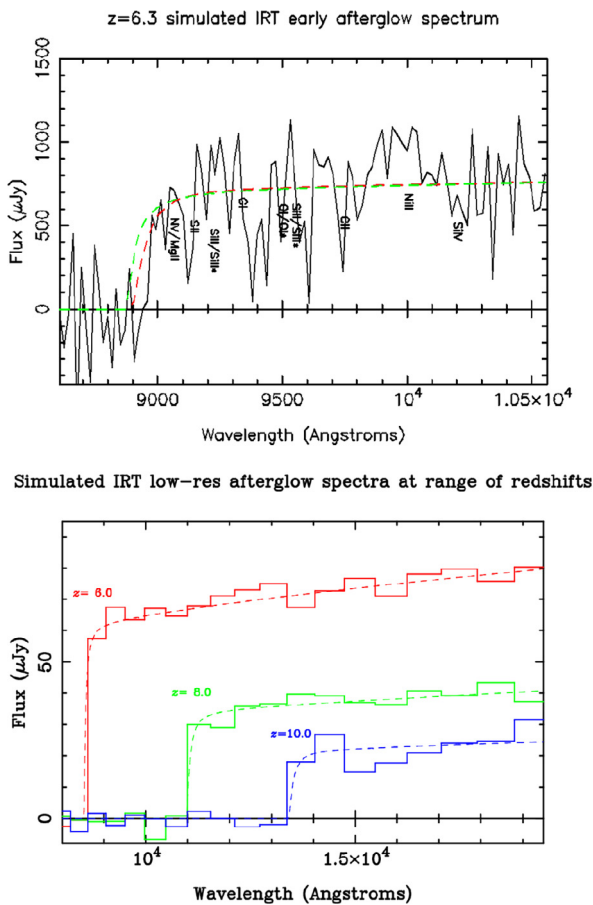 z=6.3 simulated IRT early afterglow spectrum
1500
1000
500
0
Flux (μJy)
NV/MgII
SII
SiII/SiII*
CI
OI/OI*
SiII/SiII*
CII
NiII
SiIV
9000 9500 10⁴ 1.05×10⁴
Wavelength (Angstroms)
Simulated IRT low-res afterglow spectra at range of redshifts
z= 6.0
z= 8.0
z=10.0
50
0
Flux (μJy)
10⁴ 1.5×10⁴
Wavelength (Angstroms)